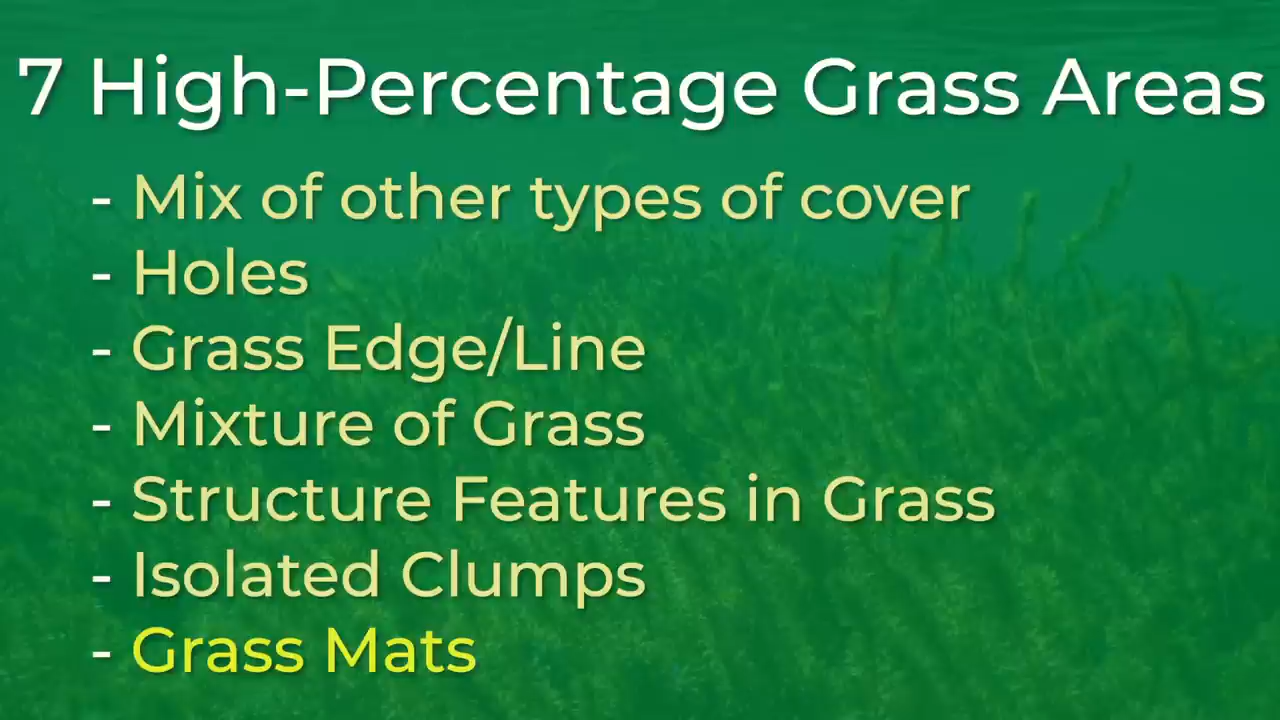 7 High-Percentage Grass Areas
- Mix of other types of cover
- Holes
- Grass Edge/Line
- Mixture of Grass
- Structure Features in Grass
- Isolated Clumps
- Grass Mats